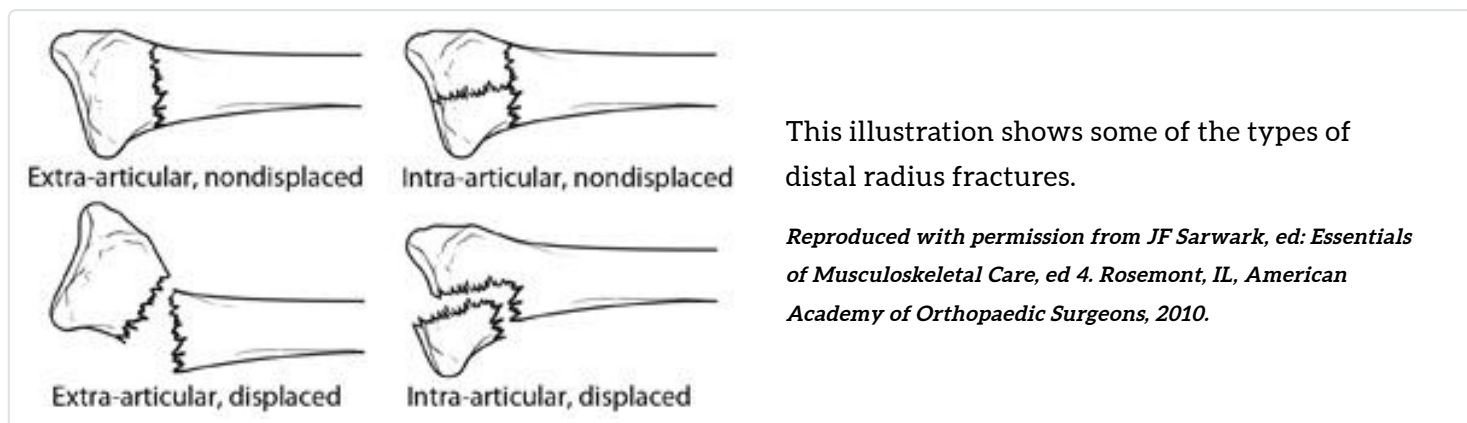 Extra-articular, nondisplaced
Intra-articular, nondisplaced
Extra-articular, displaced
Intra-articular, displaced
This illustration shows some of the types of
distal radius fractures.
Reproduced with permission from JF Sarwark, ed: Essentials
of Musculoskeletal Care, ed 4. Rosemont, IL, American
Academy of Orthopaedic Surgeons, 2010.